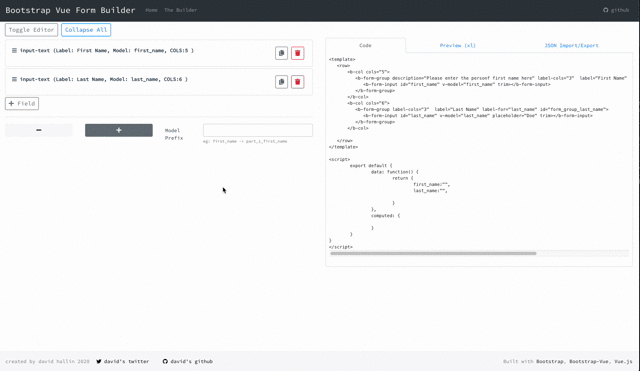 Bootstrap Vue Form Builder
Home
The Builder
github
Toggle Editor
Collapse All
input-text (Label: First Name, Model: first_name, COLS:5 )
input-text (Label: Last Name, Model: last_name, COLS:6 )
+ Field
Model
Prefix
eg: first_name -> part_1_first_name
Code
Preview (xl)
JSON Import/Export
<template>
<row>
<b-col cols="5">
<b-form-group description="Please enter the personf first name here" label-cols="3" label="First Name"
<b-form-input id="first_name" v-model="first_name" trim></b-form-input>
</b-form-group>
</b-col>
<b-col cols="6">
<b-form-group label-cols="3" label="Last Name" label-for="last_name" id="form_group_last_name">
<b-form-input id="last_name" v-model="last_name" placeholder="Doe" trim></b-form-input>
</b-form-group>
</b-col>
</row>
</template>
<script>
export default {
data: function() {
return {
first_name:"",
last_name:"",
}
},
computed: {
}
}
}
</script>
created by david hellin 2020
david's twitter
david's github
Built with Bootstrap, Bootstrap-Vue, Vue.js